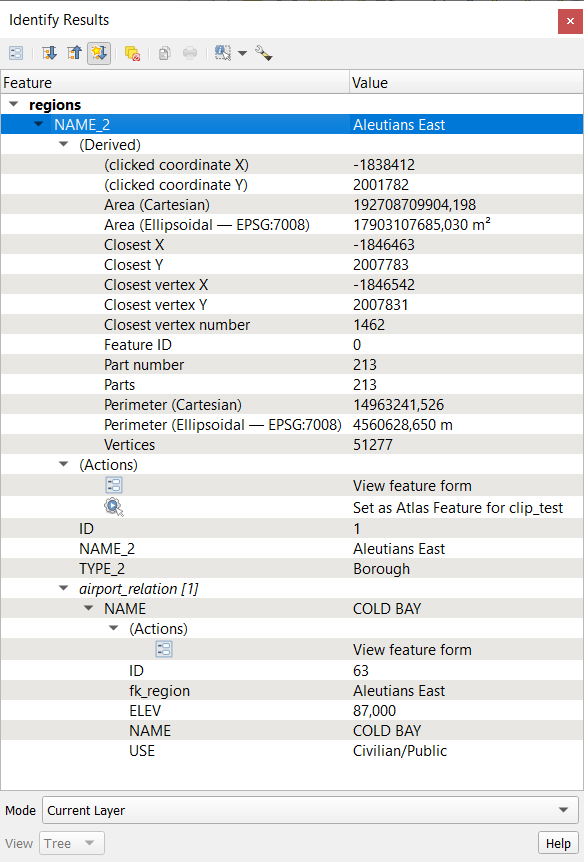 Identify Results
Feature Value
regions
NAME_2 Aleutians East
(Derived)
(clicked coordinate X) -1838412
(clicked coordinate Y) 2001782
Area (Cartesian) 192708709904,198
Area (Ellipsoidal — EPSG:7008) 17903107685,030 m²
Closest X -1846463
Closest Y 2007783
Closest vertex X -1846542
Closest vertex Y 2007831
Closest vertex number 1462
Feature ID 0
Part number 213
Parts 213
Perimeter (Cartesian) 14963241,526
Perimeter (Ellipsoidal — EPSG:7008) 4560628,650 m
Vertices 51277
(Actions)
View feature form
Set as Atlas Feature for clip_test
ID 1
NAME_2 Aleutians East
TYPE_2 Borough
airport_relation [1]
NAME COLD BAY
(Actions)
View feature form
ID 63
fk_region Aleutians East
ELEV 87,000
NAME COLD BAY
USE Civilian/Public
Mode Current Layer
View Tree Help